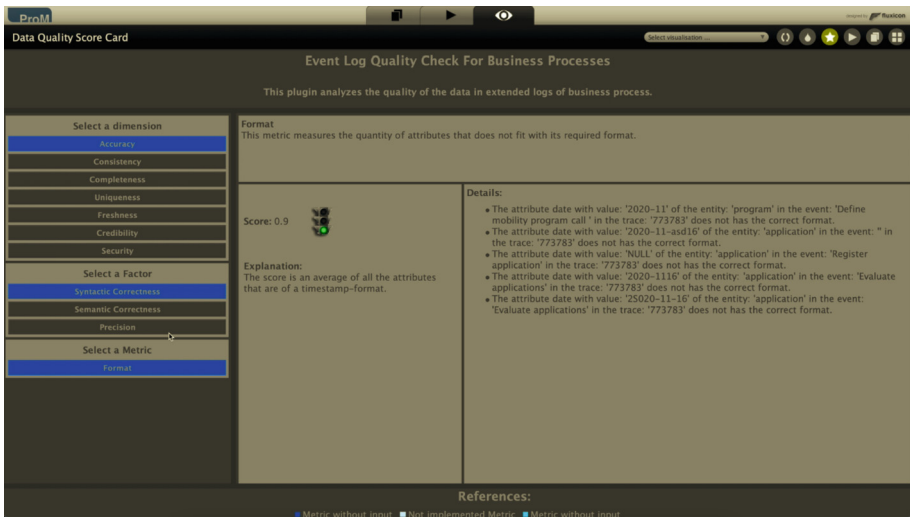 ProM
designed by fluxicon
Data Quality Score Card
Select visualisation ...
Event Log Quality Check For Business Processes
This plugin analyzes the quality of the data in extended logs of business process.
Select a dimension
Accuracy
Consistency
Completeness
Uniqueness
Freshness
Credibility
Security
Select a Factor
Syntactic Correctness
Semantic Correctness
Precision
Select a Metric
Format
Format
This metric measures the quantity of attributes that does not fit with its required format.
Score: 0.9
Explanation:
The score is an average of all the attributes
that are of a timestamp-format.
Details:
• The attribute date with value: '2020-11' of the entity: 'program' in the event: 'Define
mobility program call ' in the trace: '773783' does not has the correct format.
• The attribute date with value: '2020-11-asd16' of the entity: 'application' in the event: '' in
the trace: '773783' does not has the correct format.
• The attribute date with value: 'NULL' of the entity: 'application' in the event: 'Register
application' in the trace: '773783' does not has the correct format.
• The attribute date with value: '2020-1116' of the entity: 'application' in the event: 'Evaluate
applications' in the trace: '773783' does not has the correct format.
• The attribute date with value: '2S020-11-16' of the entity: 'application' in the event:
'Evaluate applications' in the trace: '773783' does not has the correct format.
References:
Metric without input Not implemented Metric Metric without input